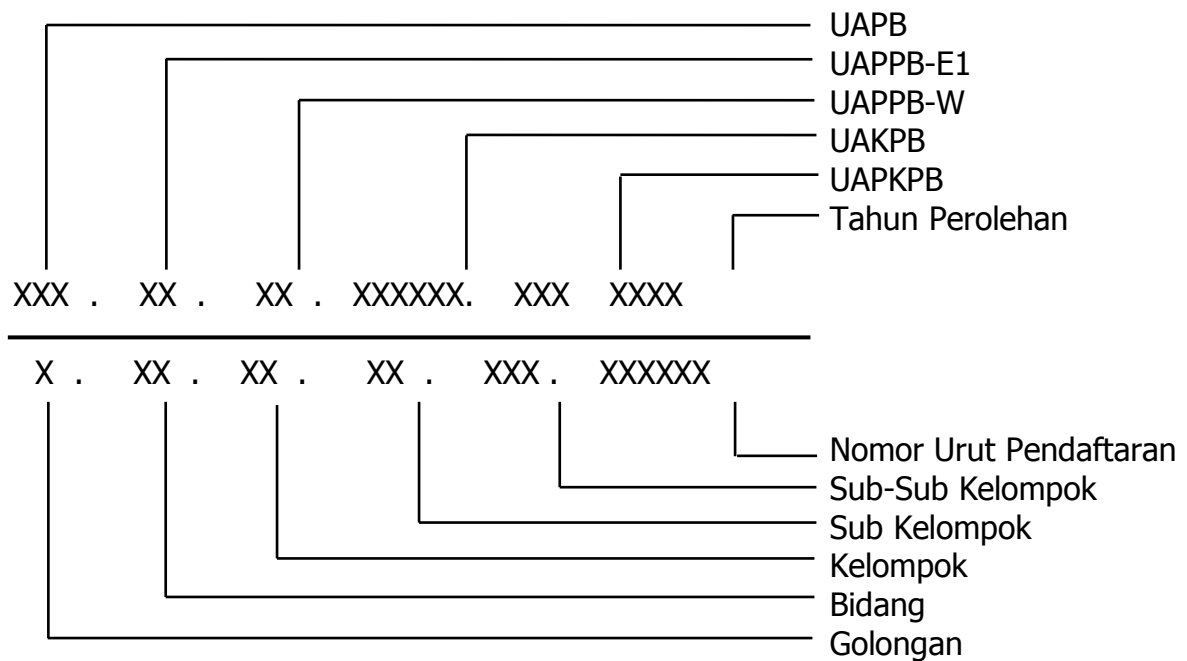 UAPB
UAPPB-E1
UAPPB-W
UAKPB
UAPKPB
Tahun Perolehan
XXX . XX . XX . XXXXXX. XXX XXXX
X . XX . XX . XX . XXX . XXXXXX
Nomor Urut Pendaftaran
Sub-Sub Kelompok
Sub Kelompok
Kelompok
Bidang
Golongan